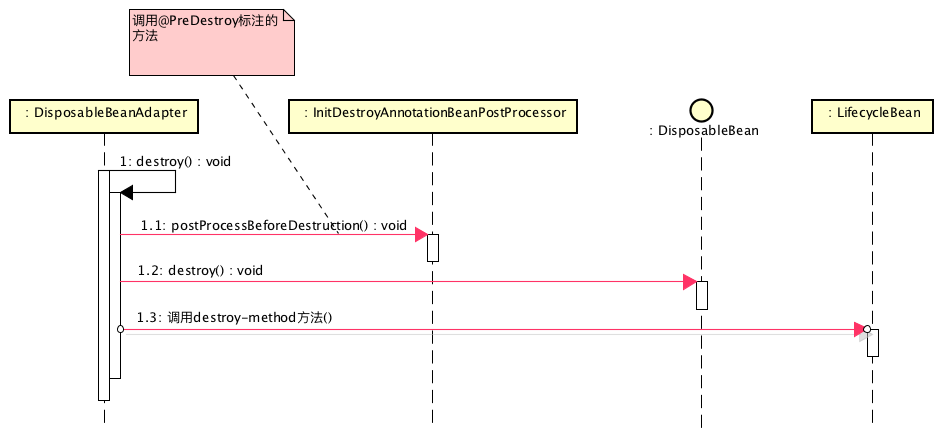 调用@PreDestroy标注的
方法
: DisposableBeanAdapter
: InitDestroyAnnotationBeanPostProcessor
: DisposableBean
: LifecycleBean
1: destroy() : void
1.1: postProcessBeforeDestruction() : void
1.2: destroy() : void
1.3: 调用destroy-method方法()